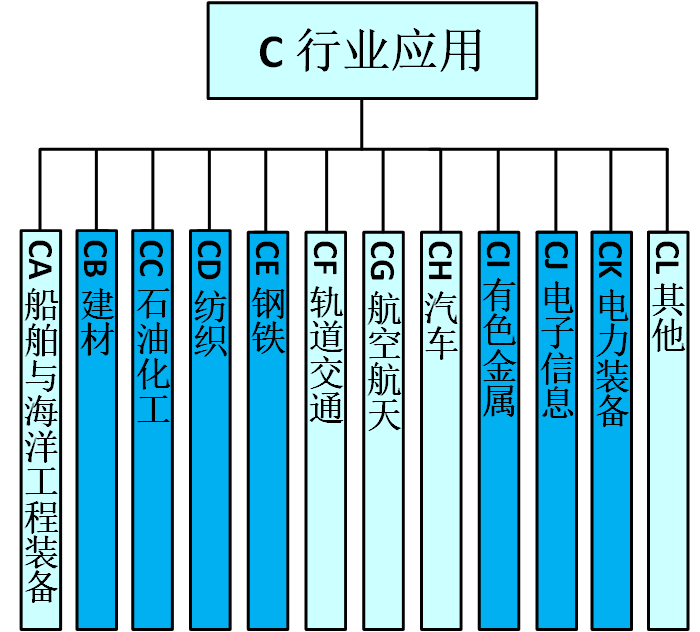 C 行业应用
CA 船舶与海洋工程装备
CB 建材
CC 石油化工
CD 纺织
CE 钢铁
CF 轨道交通
CG 航空航天
CH 汽车
CI 有色金属
CJ 电子信息
CK 电力装备
CL 其他